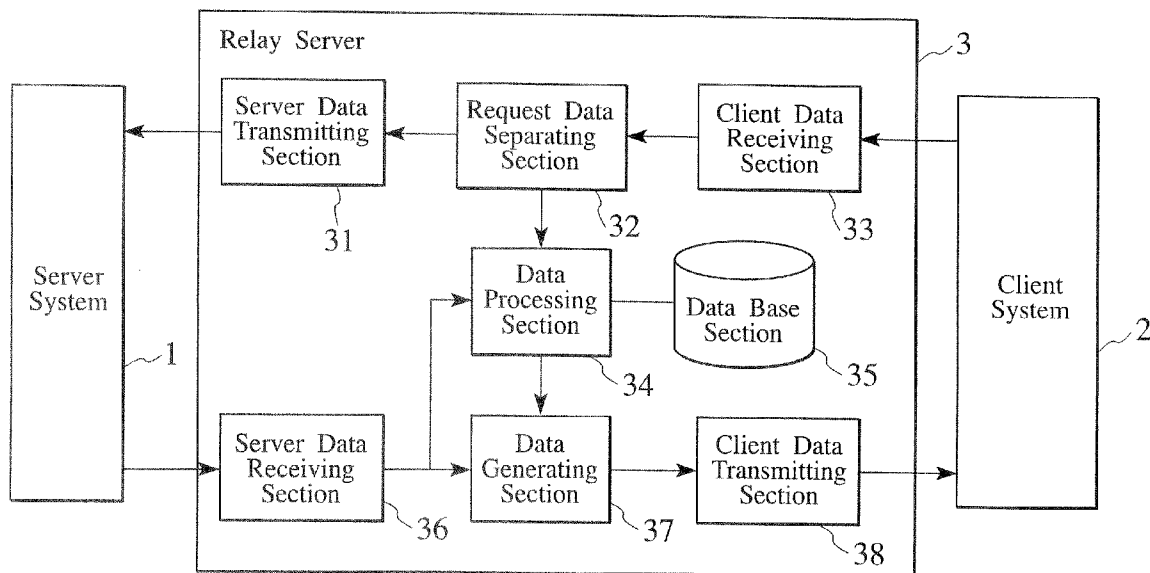 Relay Server
3
Server Data
Transmitting
Section
31
Request Data
Separating
Section
32
Client Data
Receiving
Section
33
Server
System
1
Data
Processing
Section
34
Data Base
Section
35
Client
System
2
Server Data
Receiving
Section
36
Data
Generating
Section
37
Client Data
Transmitting
Section
38